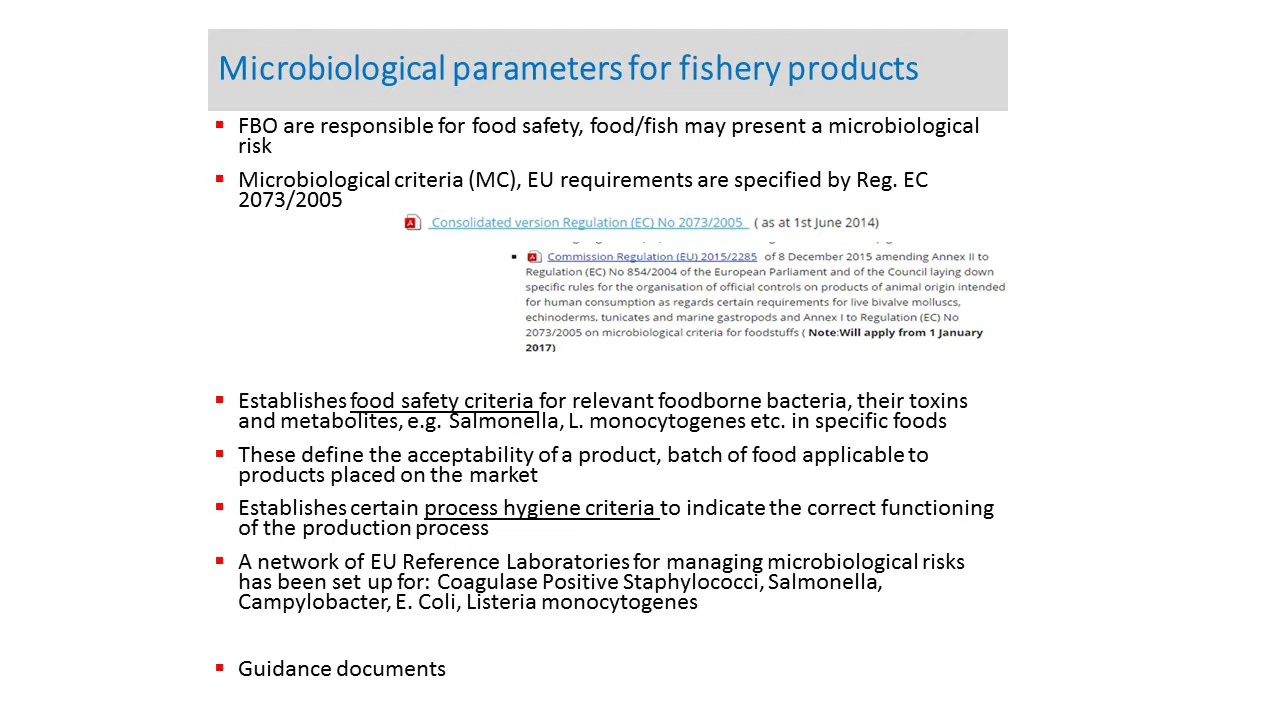 Microbiological parameters for fishery products
FBO are responsible for food safety, food/fish may present a microbiological
risk
Microbiological criteria (MC), EU requirements are specified by Reg. EC
2073/2005
Consolidated version Regulation (EC) No 2073/2005 ( as at 1st June 2014)
Commission Regulation (EU) 2015/2285 of 8 December 2015 amending Annex II to
Regulation (EC) No 854/2004 of the European Parliament and of the Council laying down
specific rules for the organisation of official controls on products of animal origin intended
for human consumption as regards certain requirements for live bivalve molluscs,
echinoderms, tunicates and marine gastropods and Annex I to Regulation (EC) No
2073/2005 on microbiological criteria for foodstuffs ( Note:Will apply from 1 January
2017)
Establishes food safety criteria for relevant foodborne bacteria, their toxins
and metabolites, e.g. Salmonella, L. monocytogenes etc. in specific foods
These define the acceptability of a product, batch of food applicable to
products placed on the market
Establishes certain process hygiene criteria to indicate the correct functioning
of the production process
A network of EU Reference Laboratories for managing microbiological risks
has been set up for: Coagulase Positive Staphylococci, Salmonella,
Campylobacter, E. Coli, Listeria monocytogenes
Guidance documents